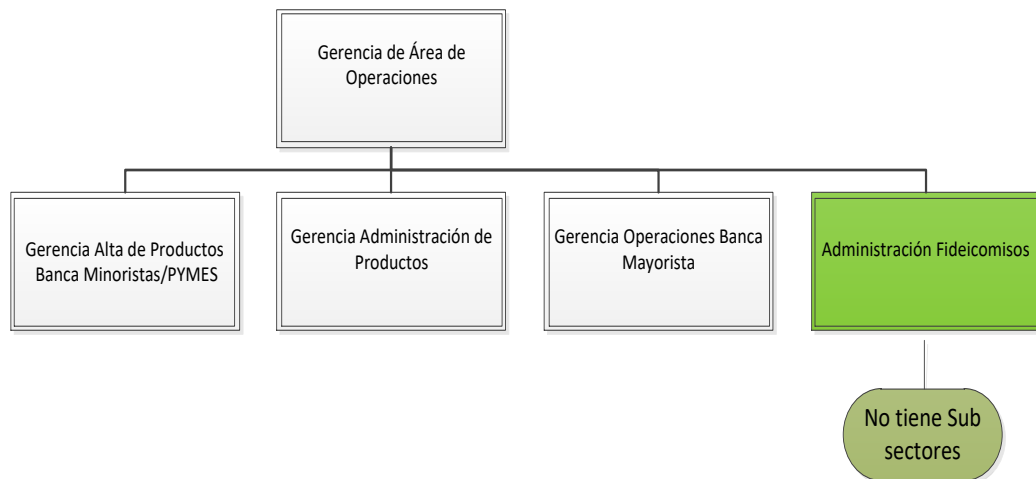 Gerencia de Área de
Operaciones
Gerencia Alta de Productos
Banca Minoristas/PYMES
Gerencia Administración de
Productos
Gerencia Operaciones Banca
Mayorista
Administración Fideicomisos
No tiene Sub
sectores